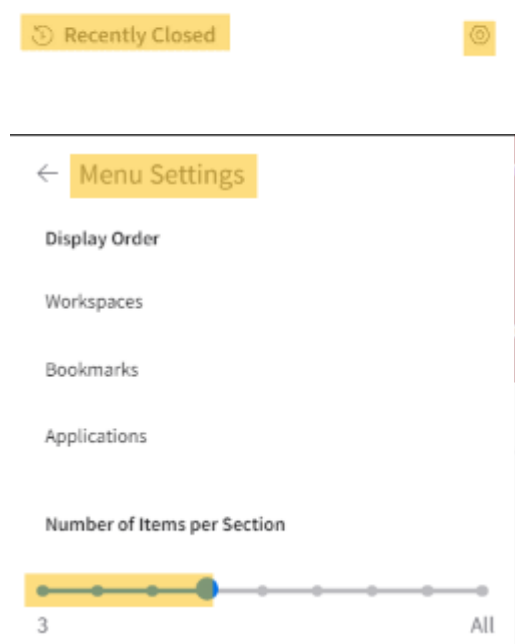 Recently Closed
Menu Settings
Display Order
Workspaces
Bookmarks
Applications
Number of Items per Section
3 All